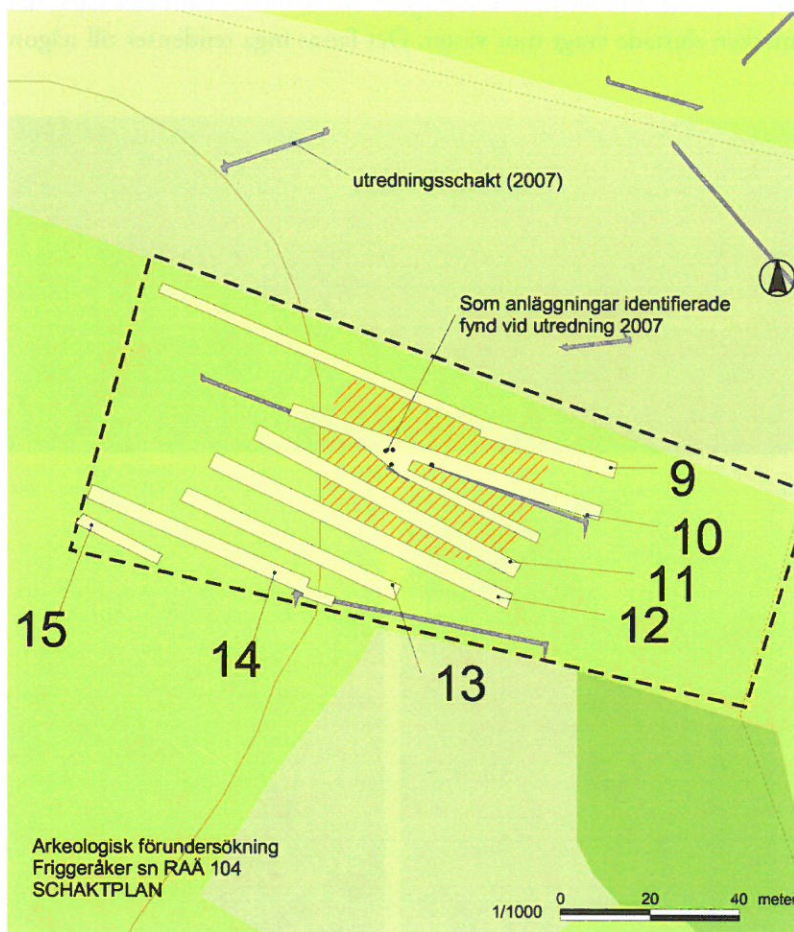 utredningsschakt (2007)
Som anläggningar identifierade
fynd vid utredning 2007
9
10
11
12
13
14
15
Arkeologisk förundersökning
Friggeråker sn RAÄ 104
SCHAKTPLAN
1/1000 0 20 40 meter